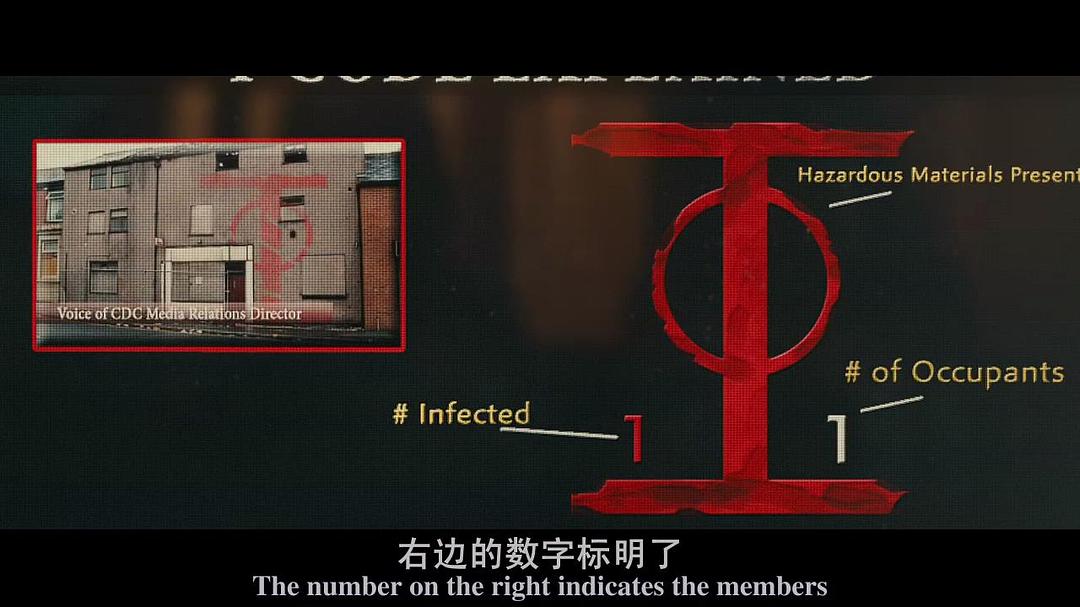 Hazardous Materials Present
Voice of CDC Media Relations Director
# of Occupants
# Infected
1
1
右边的数字标明了
The number on the right indicates the members